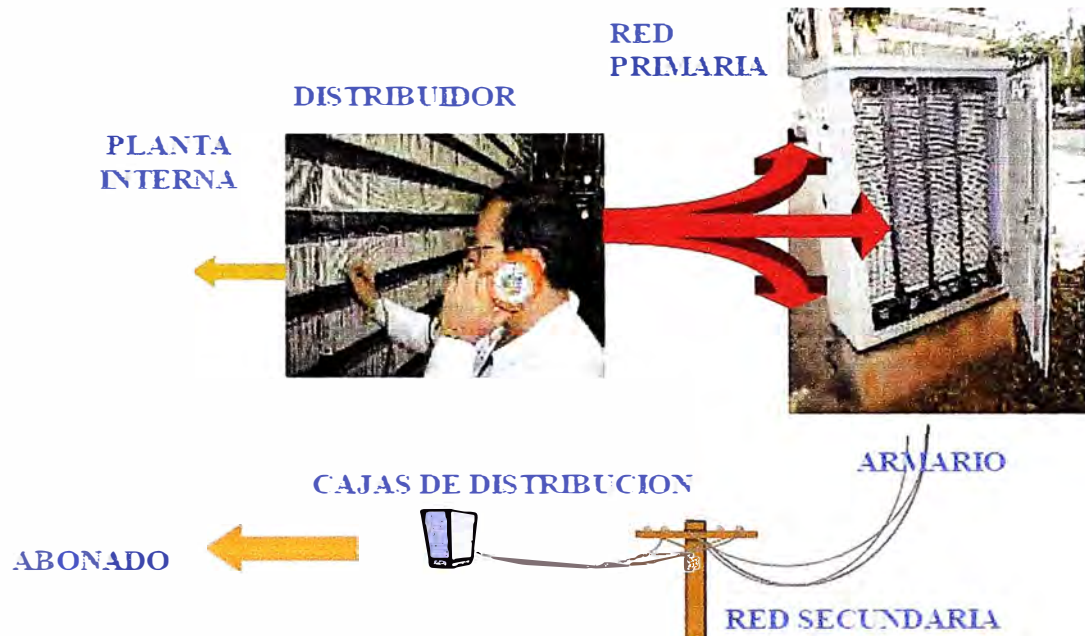 RED
PRIMARIA
DISTRIBUIDOR
PLANTA
INTERNA
ARMARIO
CAJAS DE DISTRIBUCION
ABONADO
RED SECUNDARIA